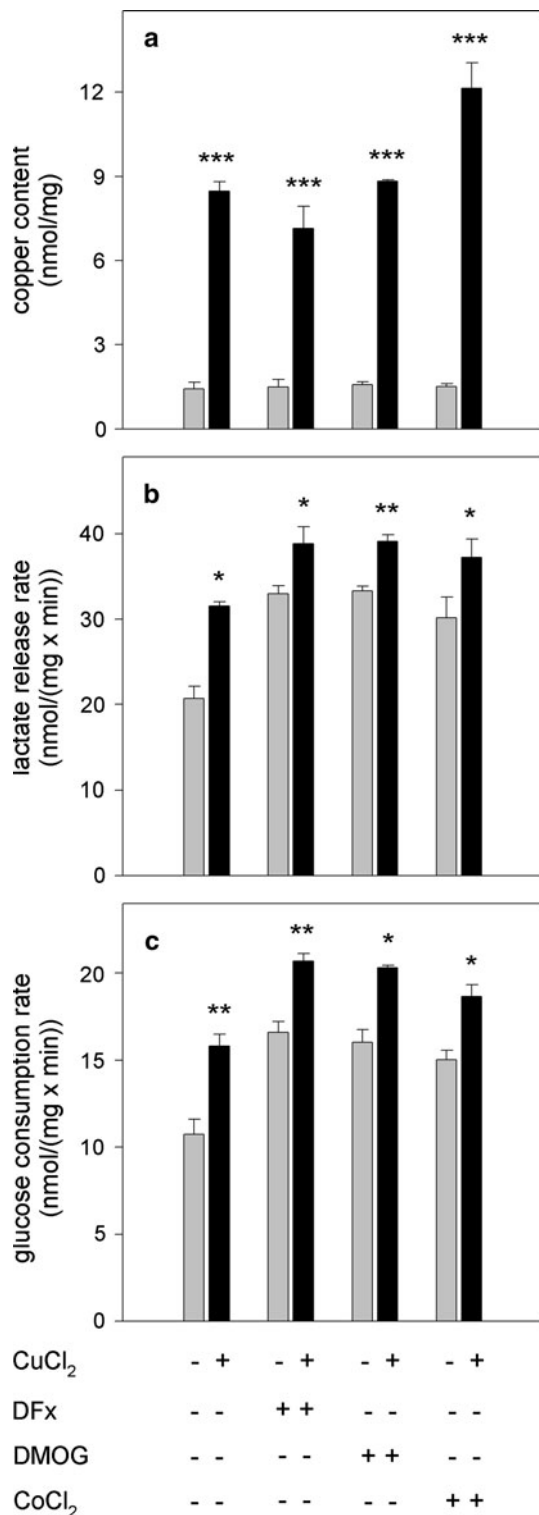 a
***
***
***
***
copper content
(nmol/mg)
12
9
6
3
0
b
*
*
**
*
lactate release rate
(nmol/(mg x min))
40
30
20
10
0
c
**
**
*
*
glucose consumption rate
(nmol/(mg x min))
20
15
10
5
0
CuCl2 - + - + - + - +
DFx - - + + - - - -
DMOG - - - - + + - -
CoCl2 - - - - - - + +